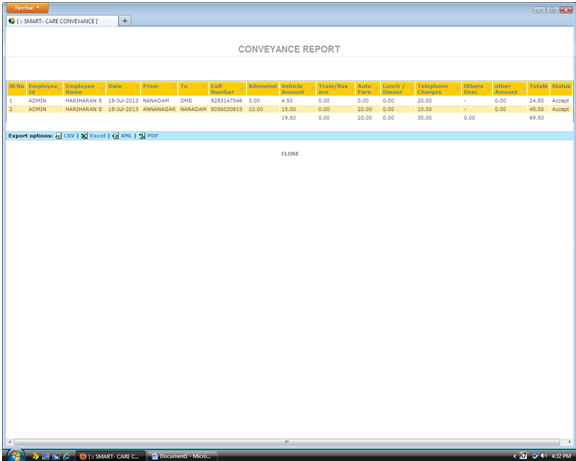 Firefox
[ :: SMART- CARE CONVEYANCE ]
CONVEYANCE REPORT
Sl.No Employee Id Employee Name Date From To Call Number Kilometer Vehicle Amount Train/Bus are Auto Fare Lunch / Dinner Telephone Charges Others Desc other Amount Totals Status
1 ADMIN HARIHARAN S 18-Jul-2013 NANADAM DMS 9283147046 3.00 4.50 0.00 0.00 0.00 20.00 - 0.00 24.50 Accept
2 ADMIN HARIHARAN S 18-Jul-2013 ANNANAGAR NANADAM 8056030815 10.00 15.00 0.00 20.00 0.00 10.00 - 0.00 45.00 Accept
19.50 0.00 20.00 0.00 30.00 0.00 69.50
Export options: CSV | Excel | XML | PDF
CLOSE
[ :: SMART- CARE C... Document1 - Micro... 4:32 PM